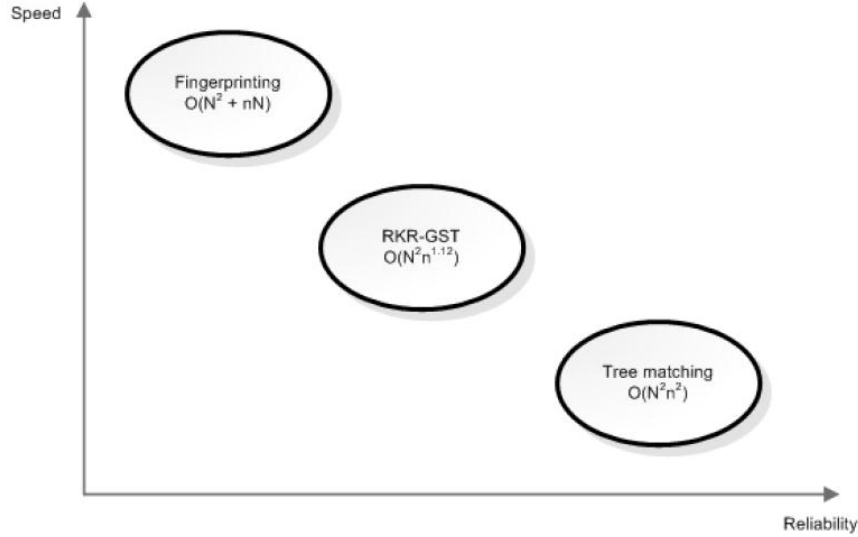 Speed
Fingerprinting
O(N² + nN)
RKR-GST
O(N²n¹·¹²)
Tree matching
O(N²n²)
Reliability